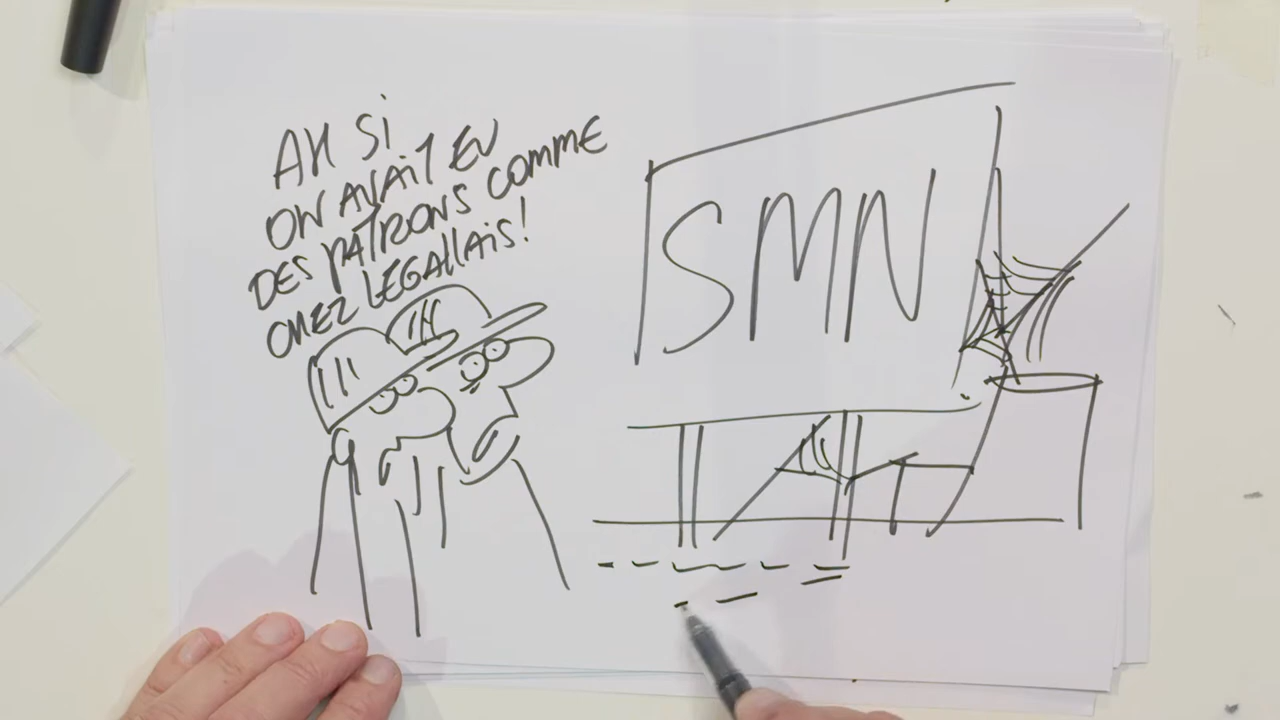 AH SI
ON AVAIT EU
DES PATRONS COMME
CHEZ LEGALLAIS!
SMN